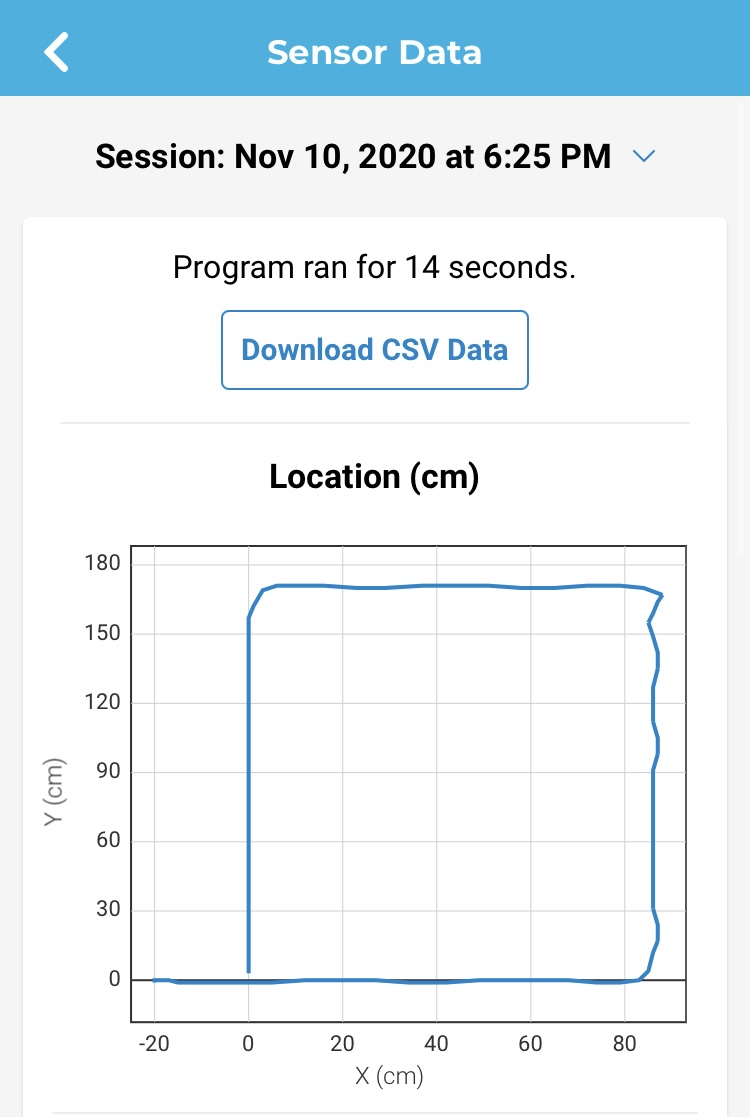 Sensor Data
Session: Nov 10, 2020 at 6:25 PM
Program ran for 14 seconds.
Download CSV Data
Location (cm)
180
150
120
90
60
30
0
Y (cm)
-20 0 20 40 60 80
X (cm)